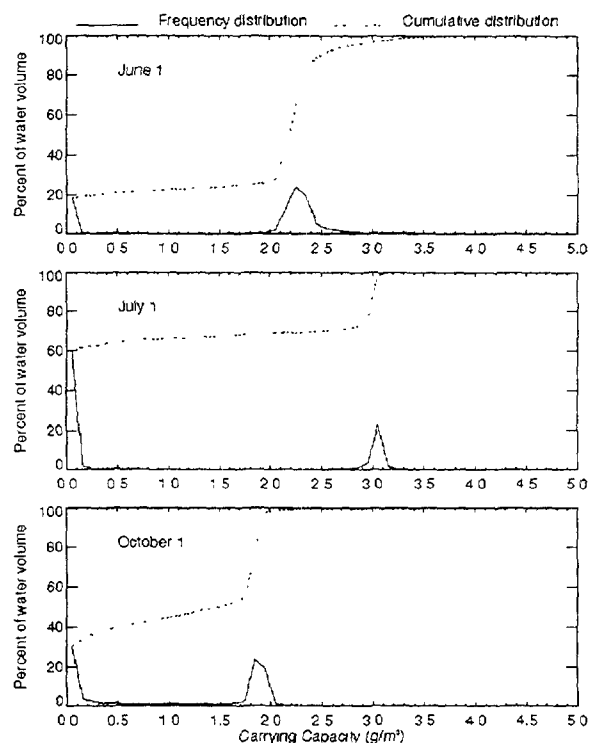 Frequency distribution Cumulative distribution
Percent of water volume
100
80
60
40
20
0
June 1
0.0 0.5 1.0 1.5 2.0 2.5 3.0 3.5 4.0 4.5 5.0
Percent of water volume
100
80
60
40
20
0
July 1
0.0 0.5 1.0 1.5 2.0 2.5 3.0 3.5 4.0 4.5 5.0
Percent of water volume
100
80
60
40
20
0
October 1
0.0 0.5 1.0 1.5 2.0 2.5 3.0 3.5 4.0 4.5 5.0
Carrying Capacity (g/m³)